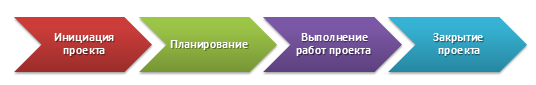 Инициация
проекта
Планирование
Выполнение
работ проекта
Закрытие
проекта